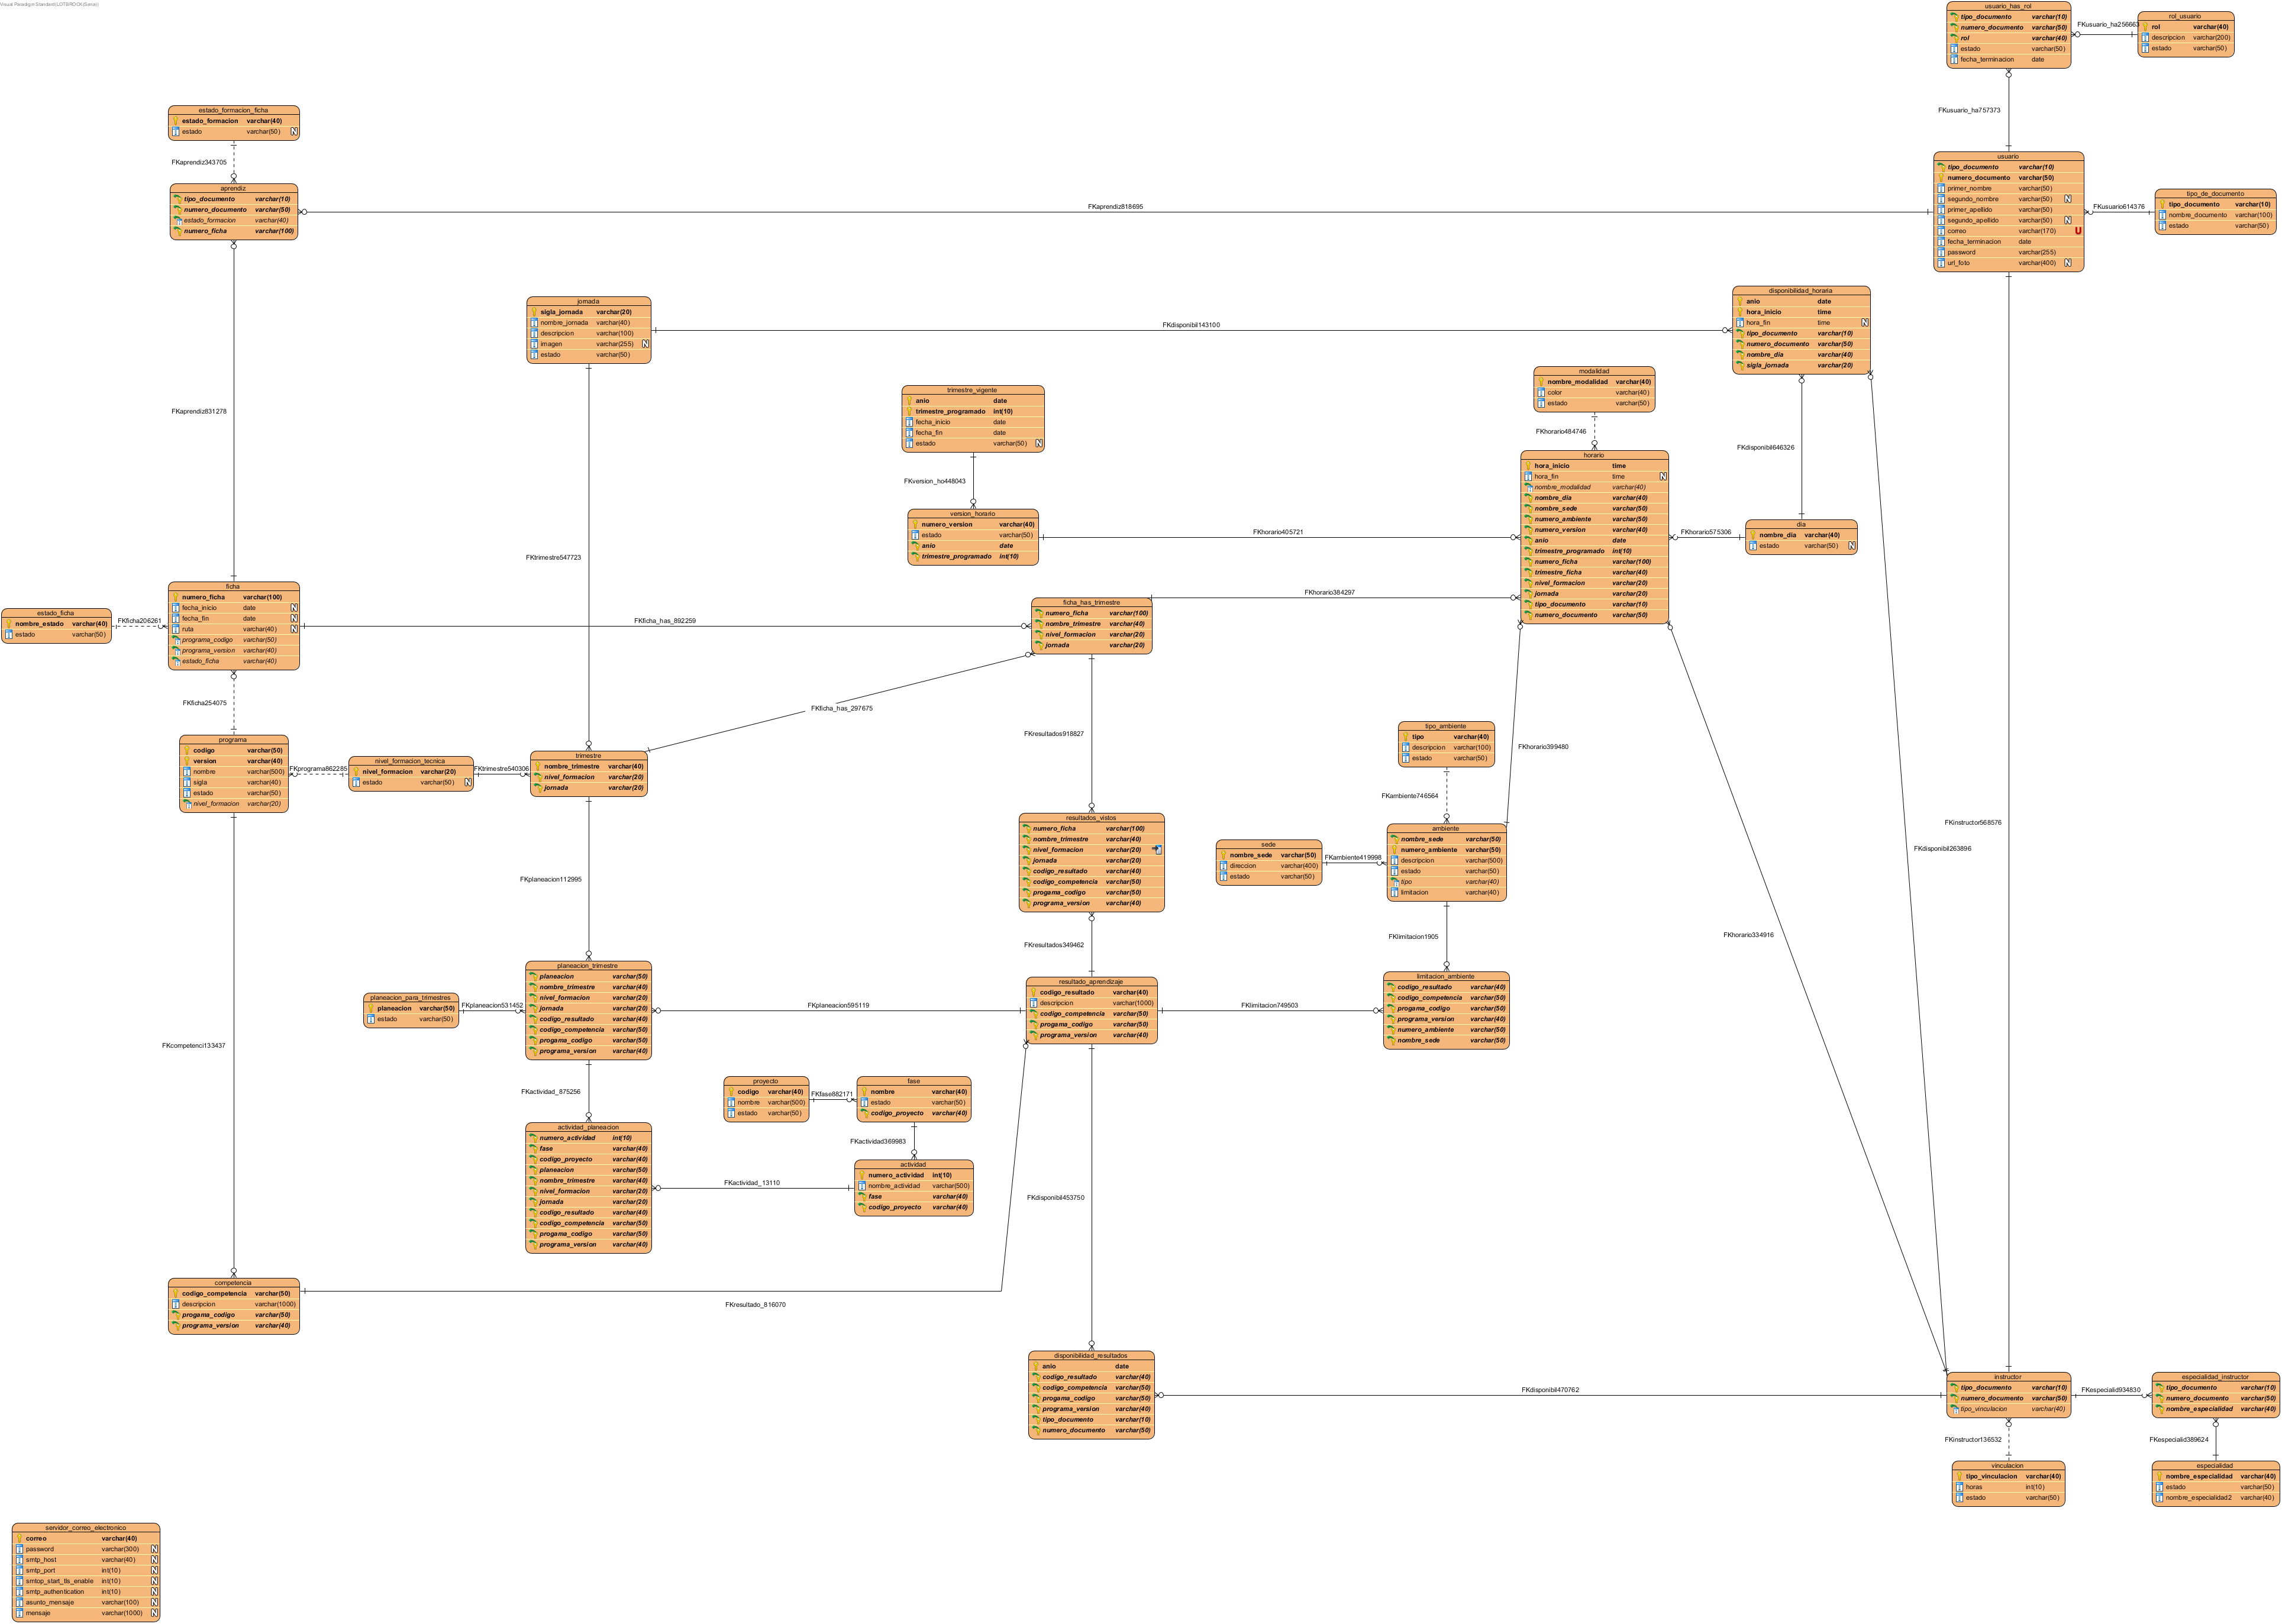 Visual Paradigm Standard(LOTBROCK(Sena))
usuario_has_rol
tipo_documento varchar(10)
numero_documento varchar(50)
rol varchar(40)
estado varchar(50)
fecha_terminacion date
FKusuario_ha256663
rol_usuario
rol varchar(40)
descripcion varchar(200)
estado varchar(50)
FKusuario_ha757373
estado_formacion_ficha
estado_formacion varchar(40)
estado varchar(50) N
FKaprendiz343705
aprendiz
tipo_documento varchar(10)
numero_documento varchar(50)
estado_formacion varchar(40)
numero_ficha varchar(100)
FKaprendiz818695
usuario
tipo_documento varchar(10)
numero_documento varchar(50)
primer_nombre varchar(50)
segundo_nombre varchar(50) N
primer_apellido varchar(50)
segundo_apellido varchar(50) N
correo varchar(170) U
fecha_terminacion date
password varchar(255)
url_foto varchar(400) N
FKusuario614376
tipo_de_documento
tipo_documento varchar(10)
nombre_documento varchar(100)
estado varchar(50)
jornada
sigla_jornada varchar(20)
nombre_jornada varchar(40)
descripcion varchar(100)
imagen varchar(255) N
estado varchar(50)
FKdisponibil143100
disponibilidad_horaria
anio date
hora_inicio time
hora_fin time N
tipo_documento varchar(10)
numero_documento varchar(50)
nombre_dia varchar(40)
sigla_jornada varchar(20)
FKaprendiz831278
trimestre_vigente
anio date
trimestre_programado int(10)
fecha_inicio date
fecha_fin date
estado varchar(50) N
FKversion_ho448043
version_horario
numero_version varchar(40)
estado varchar(50)
anio date
trimestre_programado int(10)
modalidad
nombre_modalidad varchar(40)
color varchar(40)
estado varchar(50)
FKhorario484746
FKdisponibil646326
horario
hora_inicio time
hora_fin time N
nombre_modalidad varchar(40)
nombre_dia varchar(40)
nombre_sede varchar(50)
numero_ambiente varchar(50)
numero_version varchar(40)
anio date
trimestre_programado int(10)
numero_ficha varchar(100)
trimestre_ficha varchar(40)
nivel_formacion varchar(20)
jornada varchar(20)
tipo_documento varchar(10)
numero_documento varchar(50)
FKhorario405721
FKhorario575306
dia
nombre_dia varchar(40)
estado varchar(50) N
FKtrimestre547723
estado_ficha
nombre_estado varchar(40)
estado varchar(50)
FKficha206261
ficha
numero_ficha varchar(100)
fecha_inicio date N
fecha_fin date N
ruta varchar(40) N
programa_codigo varchar(50)
programa_version varchar(40)
estado_ficha varchar(40)
FKficha_has_892259
ficha_has_trimestre
numero_ficha varchar(100)
nombre_trimestre varchar(40)
nivel_formacion varchar(20)
jornada varchar(20)
FKhorario384297
FKficha254075
FKficha_has_297675
FKresultados918827
programa
codigo varchar(50)
version varchar(40)
nombre varchar(500)
sigla varchar(40)
estado varchar(50)
nivel_formacion varchar(20)
FKprograma862285
nivel_formacion_tecnica
nivel_formacion varchar(20)
estado varchar(50) N
FKtrimestre540306
trimestre
nombre_trimestre varchar(40)
nivel_formacion varchar(20)
jornada varchar(20)
tipo_ambiente
tipo varchar(40)
descripcion varchar(100)
estado varchar(50)
FKhorario399480
FKambiente746564
resultados_vistos
numero_ficha varchar(100)
nombre_trimestre varchar(40)
nivel_formacion varchar(20)
jornada varchar(20)
codigo_resultado varchar(40)
codigo_competencia varchar(50)
progama_codigo varchar(50)
programa_version varchar(40)
sede
nombre_sede varchar(50)
direccion varchar(400)
estado varchar(50)
FKambiente419998
ambiente
nombre_sede varchar(50)
numero_ambiente varchar(50)
descripcion varchar(500)
estado varchar(50)
tipo varchar(40)
limitacion varchar(40)
FKinstructor568576
FKdisponibil263896
FKplaneacion112995
FKresultados349462
FKlimitacion1905
FKhorario334916
planeacion_para_trimestres
planeacion varchar(50)
estado varchar(50)
FKplaneacion531452
planeacion_trimestre
planeacion varchar(50)
nombre_trimestre varchar(40)
nivel_formacion varchar(20)
jornada varchar(20)
codigo_resultado varchar(40)
codigo_competencia varchar(50)
progama_codigo varchar(50)
programa_version varchar(40)
FKplaneacion595119
resultado_aprendizaje
codigo_resultado varchar(40)
descripcion varchar(1000)
codigo_competencia varchar(50)
progama_codigo varchar(50)
programa_version varchar(40)
FKlimitacion749503
limitacion_ambiente
codigo_resultado varchar(40)
codigo_competencia varchar(50)
progama_codigo varchar(50)
programa_version varchar(40)
numero_ambiente varchar(50)
nombre_sede varchar(50)
FKcompetenci133437
FKactividad_875256
proyecto
codigo varchar(40)
nombre varchar(500)
estado varchar(50)
FKfase882171
fase
nombre varchar(40)
estado varchar(50)
codigo_proyecto varchar(40)
FKactividad369983
actividad_planeacion
numero_actividad int(10)
fase varchar(40)
codigo_proyecto varchar(40)
planeacion varchar(50)
nombre_trimestre varchar(40)
nivel_formacion varchar(20)
jornada varchar(20)
codigo_resultado varchar(40)
codigo_competencia varchar(50)
progama_codigo varchar(50)
programa_version varchar(40)
FKactividad_13110
actividad
numero_actividad int(10)
nombre_actividad varchar(500)
fase varchar(40)
codigo_proyecto varchar(40)
FKdisponibil453750
competencia
codigo_competencia varchar(50)
descripcion varchar(1000)
progama_codigo varchar(50)
programa_version varchar(40)
FKresultado_816070
disponibilidad_resultados
anio date
codigo_resultado varchar(40)
codigo_competencia varchar(50)
progama_codigo varchar(50)
programa_version varchar(40)
tipo_documento varchar(10)
numero_documento varchar(50)
FKdisponibil470762
instructor
tipo_documento varchar(10)
numero_documento varchar(50)
tipo_vinculacion varchar(40)
FKespecialid934830
especialidad_instructor
tipo_documento varchar(10)
numero_documento varchar(50)
nombre_especialidad varchar(40)
FKinstructor136532
FKespecialid389624
vinculacion
tipo_vinculacion varchar(40)
horas int(10)
estado varchar(50)
especialidad
nombre_especialidad varchar(40)
estado varchar(50)
nombre_especialidad2 varchar(40)
servidor_correo_electronico
correo varchar(40)
password varchar(300) N
smtp_host varchar(40) N
smtp_port int(10) N
smtop_start_tls_enable int(10) N
smtp_authentication int(10) N
asunto_mensaje varchar(100) N
mensaje varchar(1000) N